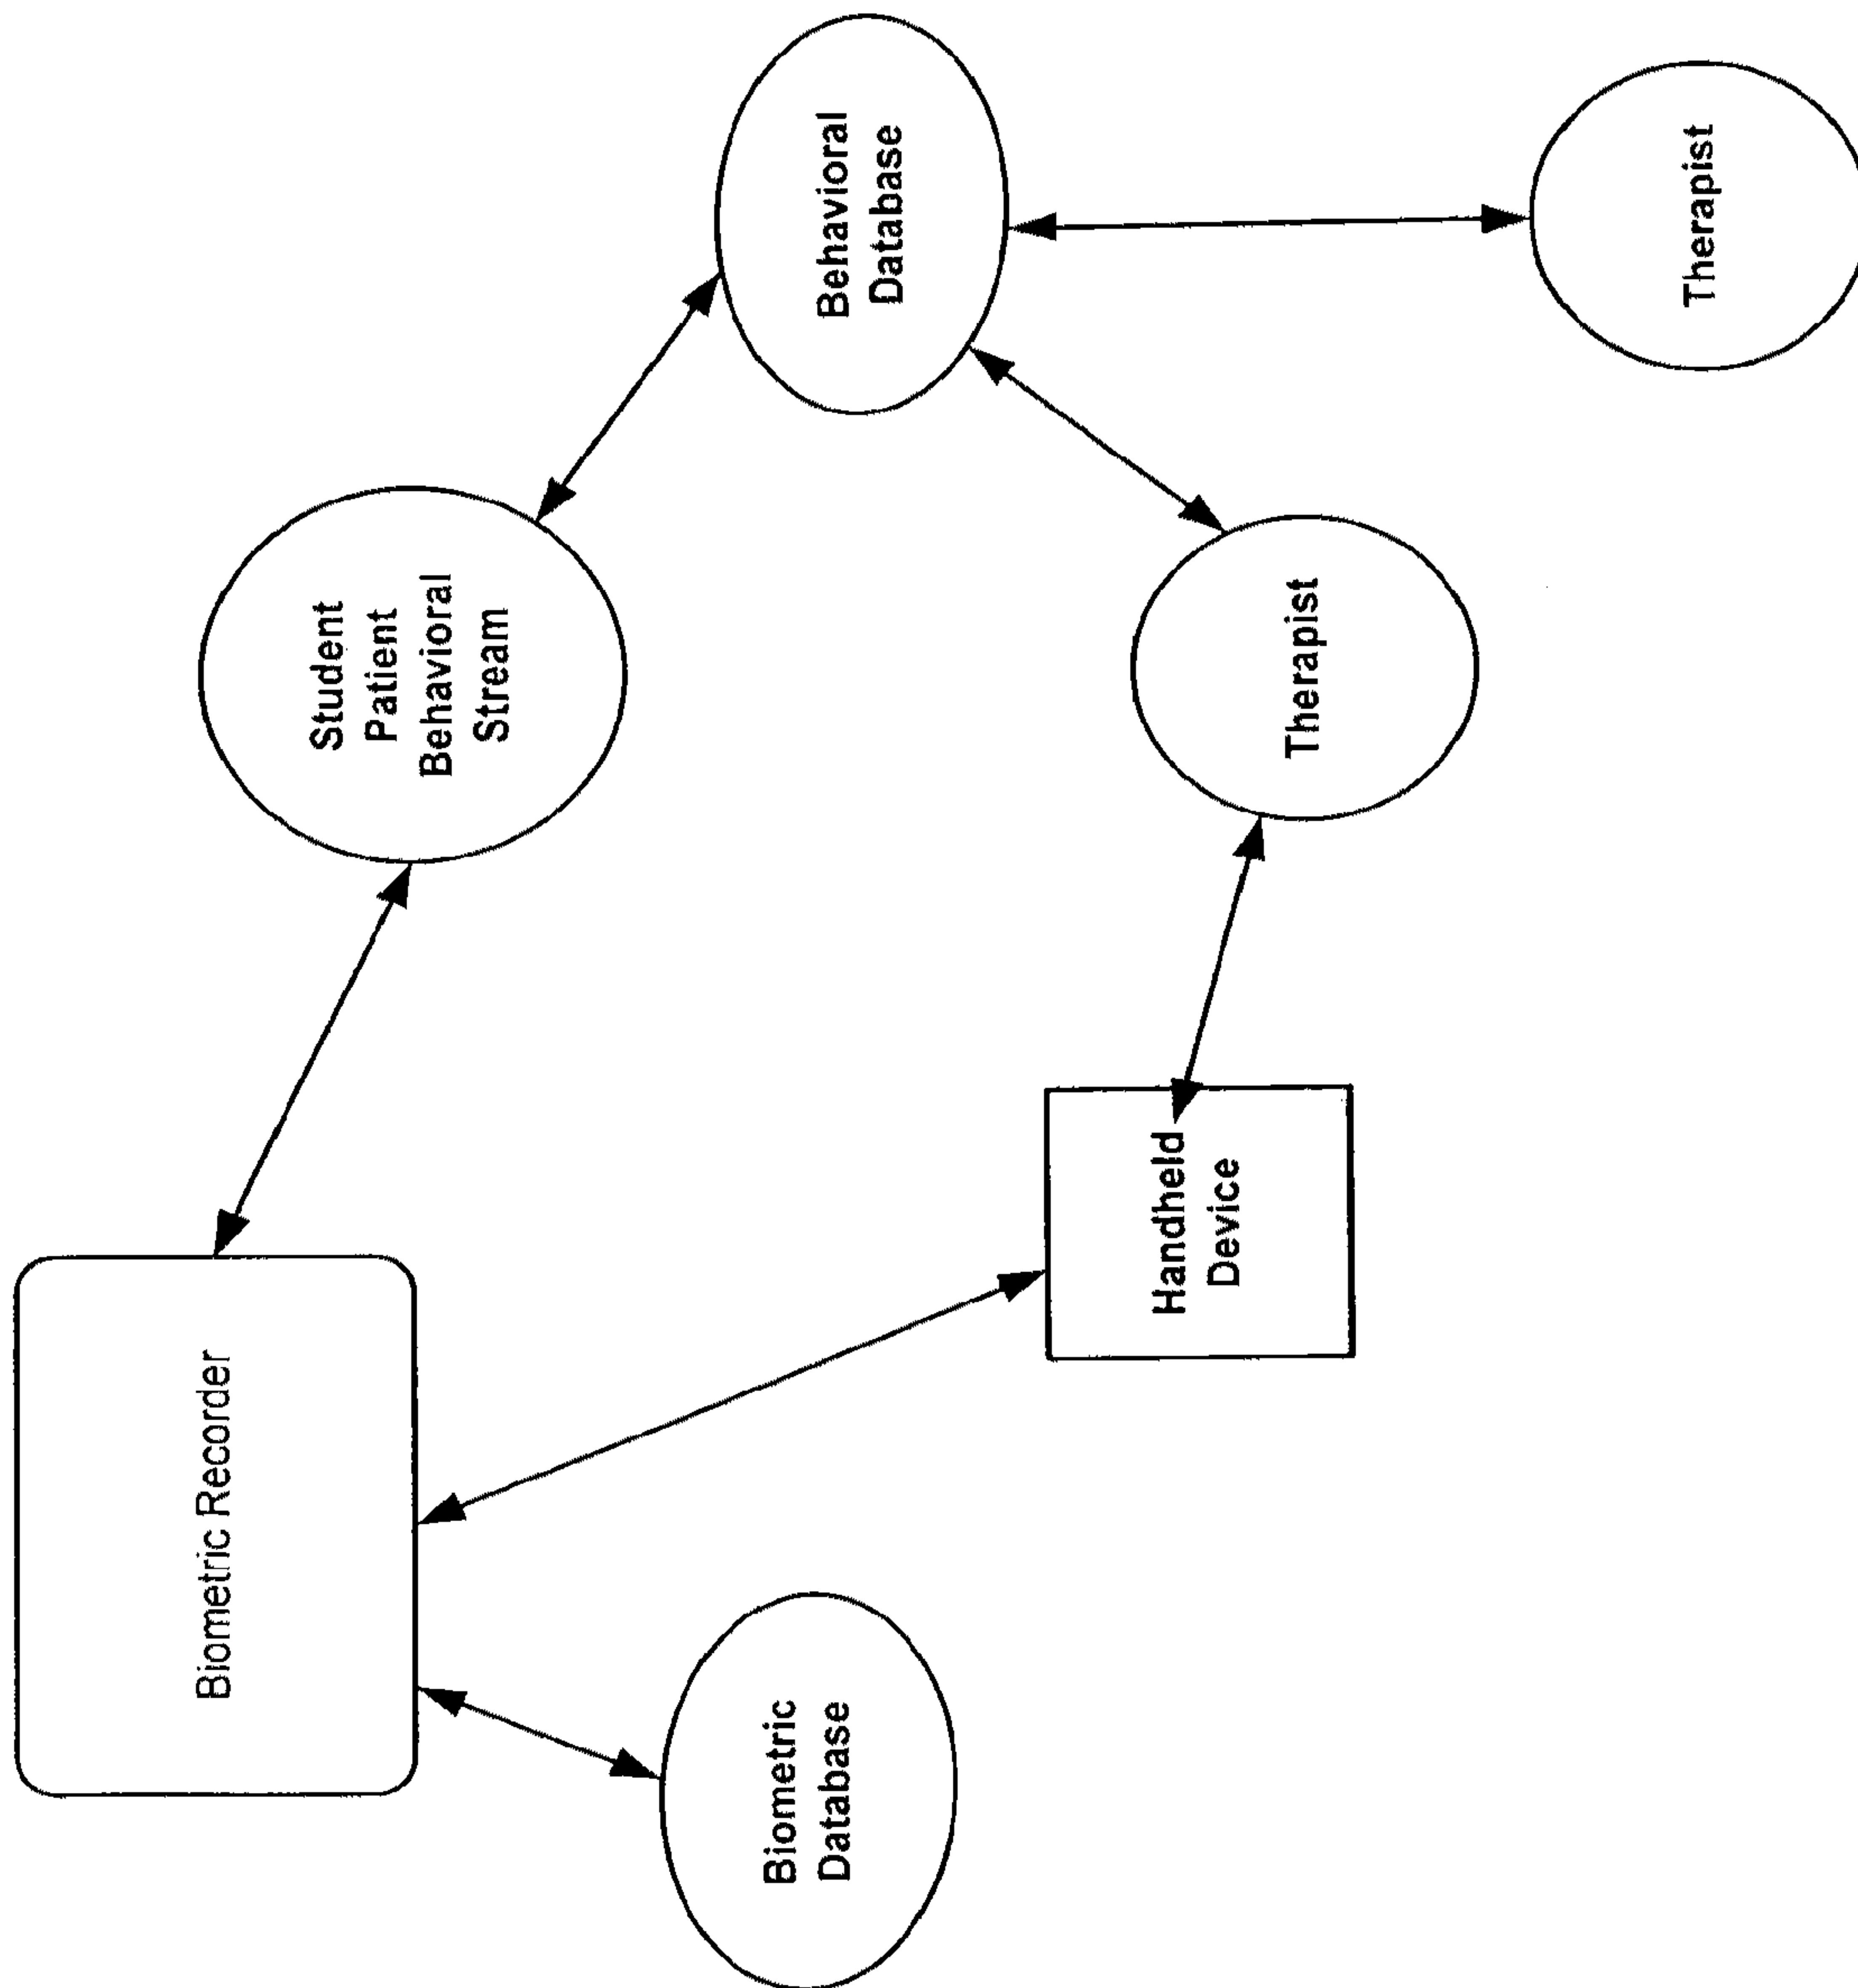 Biometric Recorder
Student
Patient
Behavioral
Stream
Biometric
Database
Behavioral
Database
Handheld
Device
Therapist
Therapist